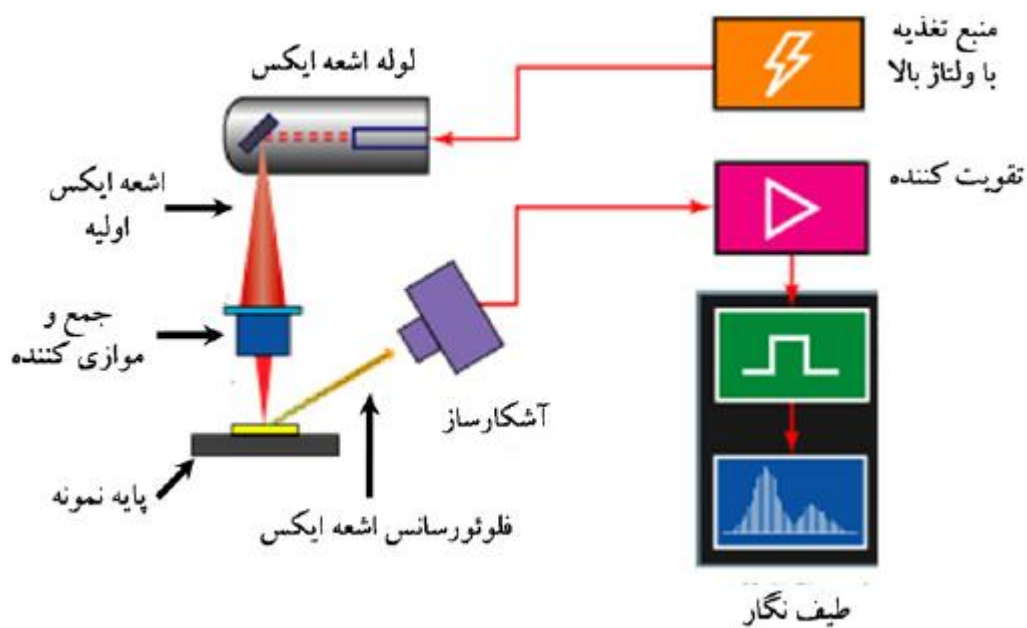 منبع تغذیه
با ولتاژ بالا
لوله اشعه ایکس
تقویت کننده
اشعه ایکس
اولیه
جمع و
موازی کننده
آشکارساز
پایه نمونه
فلوئورسانس اشعه ایکس
طیف نگار